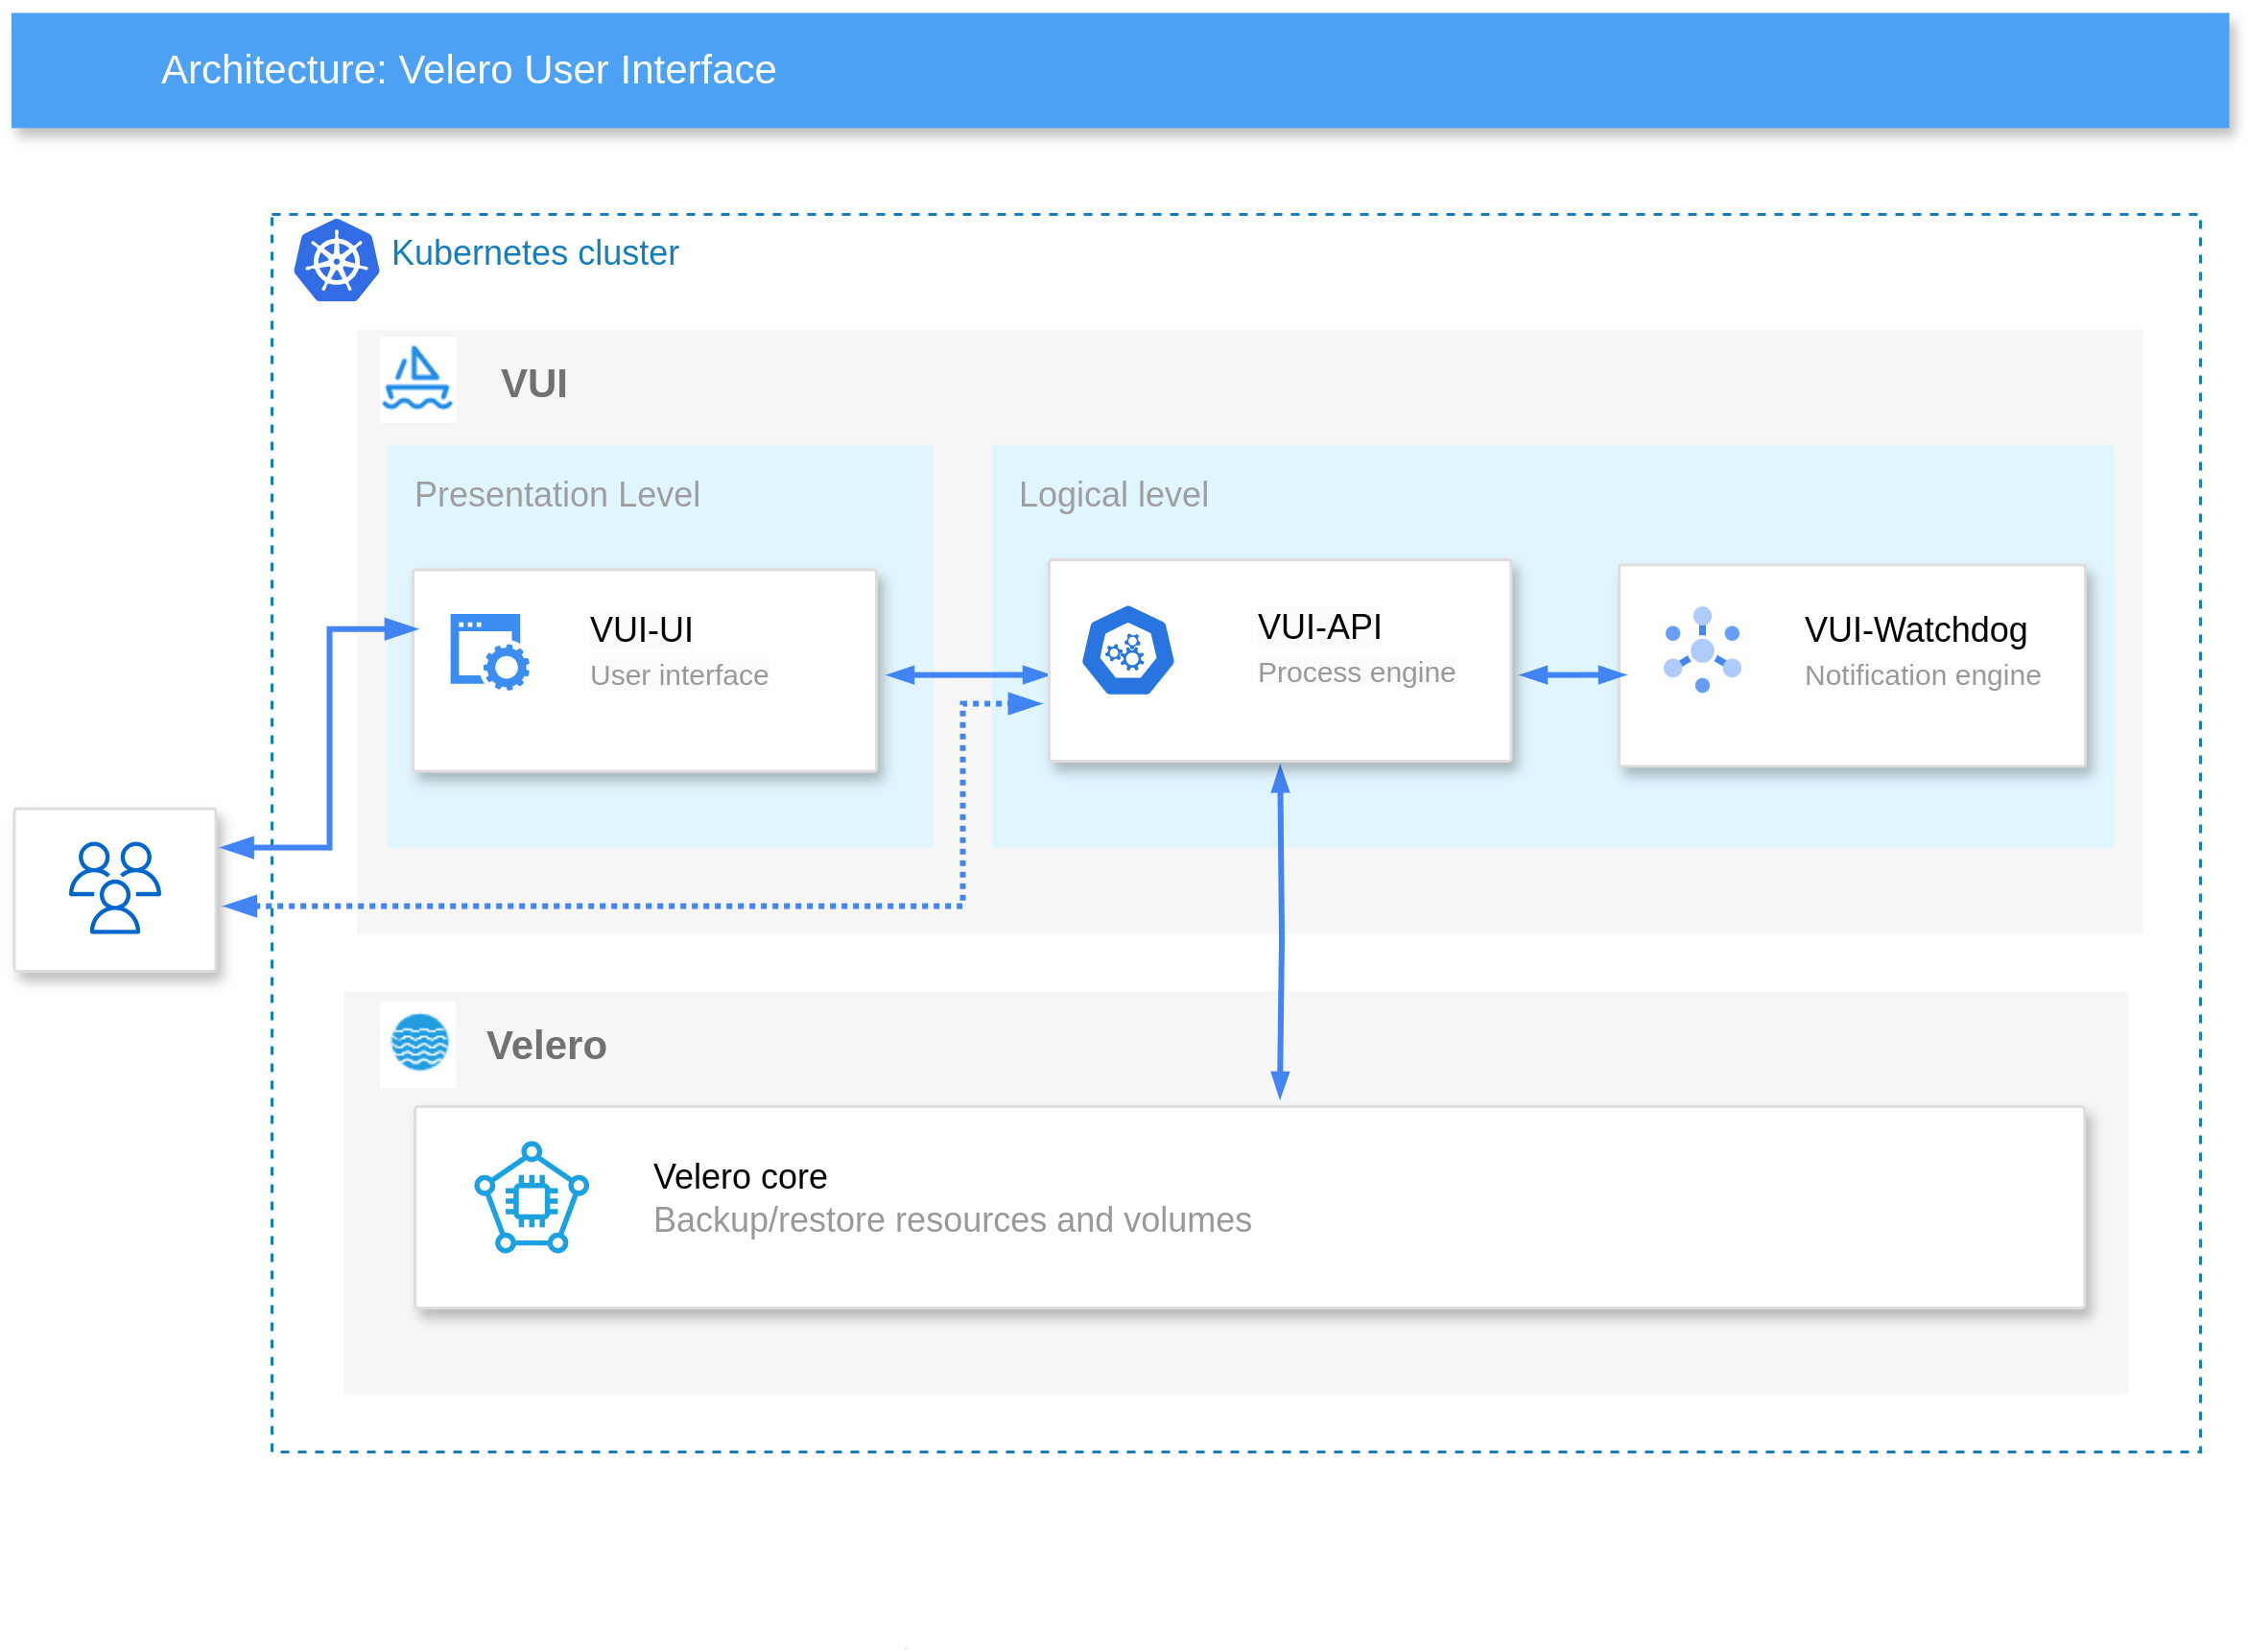 Architecture: Velero User Interface
Kubernetes cluster
VUI
Presentation Level
Logical level
VUI-UI
User interface
VUI-API
Process engine
VUI-Watchdog
Notification engine
Velero
Velero core
Backup/restore resources and volumes